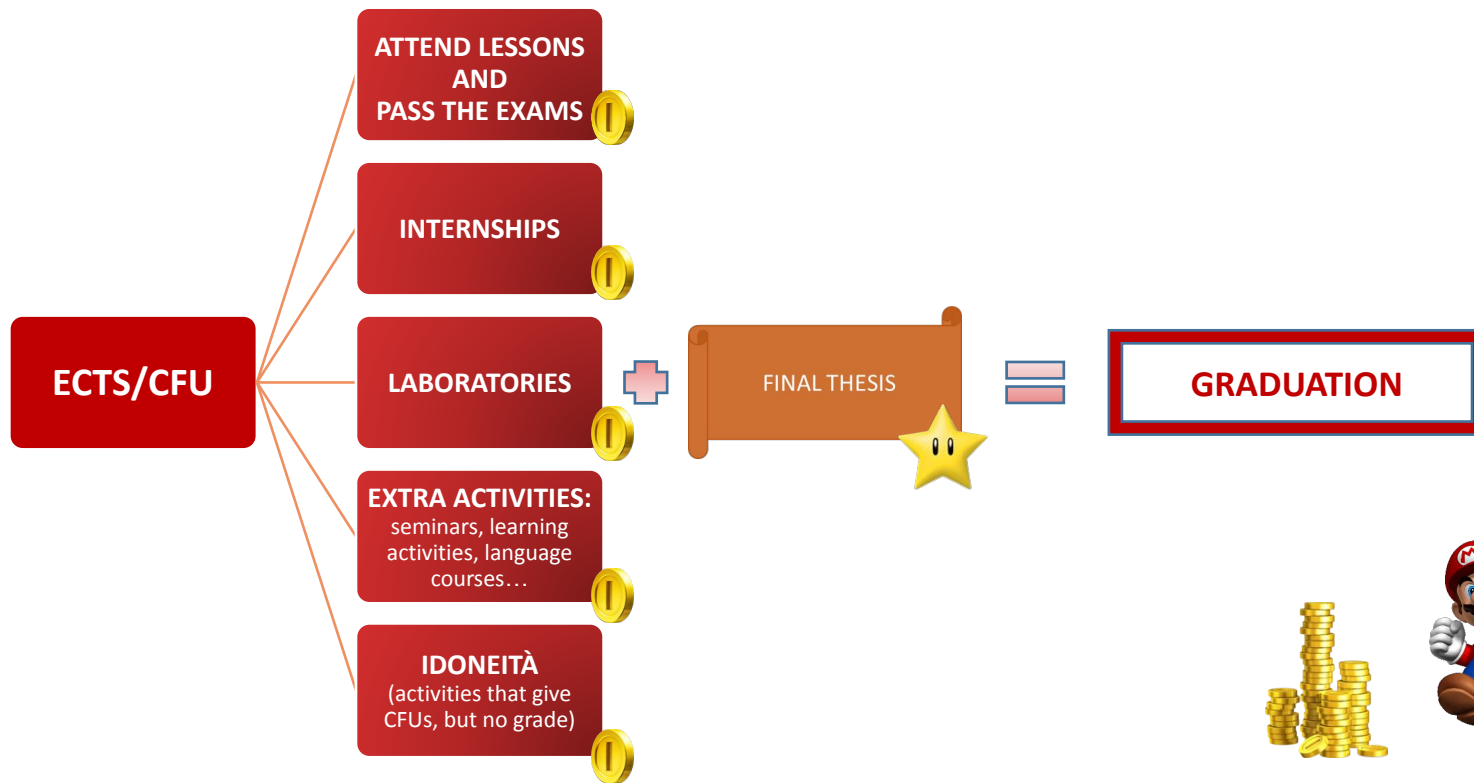 ATTEND LESSONS
AND
PASS THE EXAMS
INTERNSHIPS
ECTS/CFU
LABORATORIES
FINAL THESIS
GRADUATION
EXTRA ACTIVITIES:
seminars, learning
activities, language
courses…
IDONEITÀ
(activities that give
CFUs, but no grade)
M